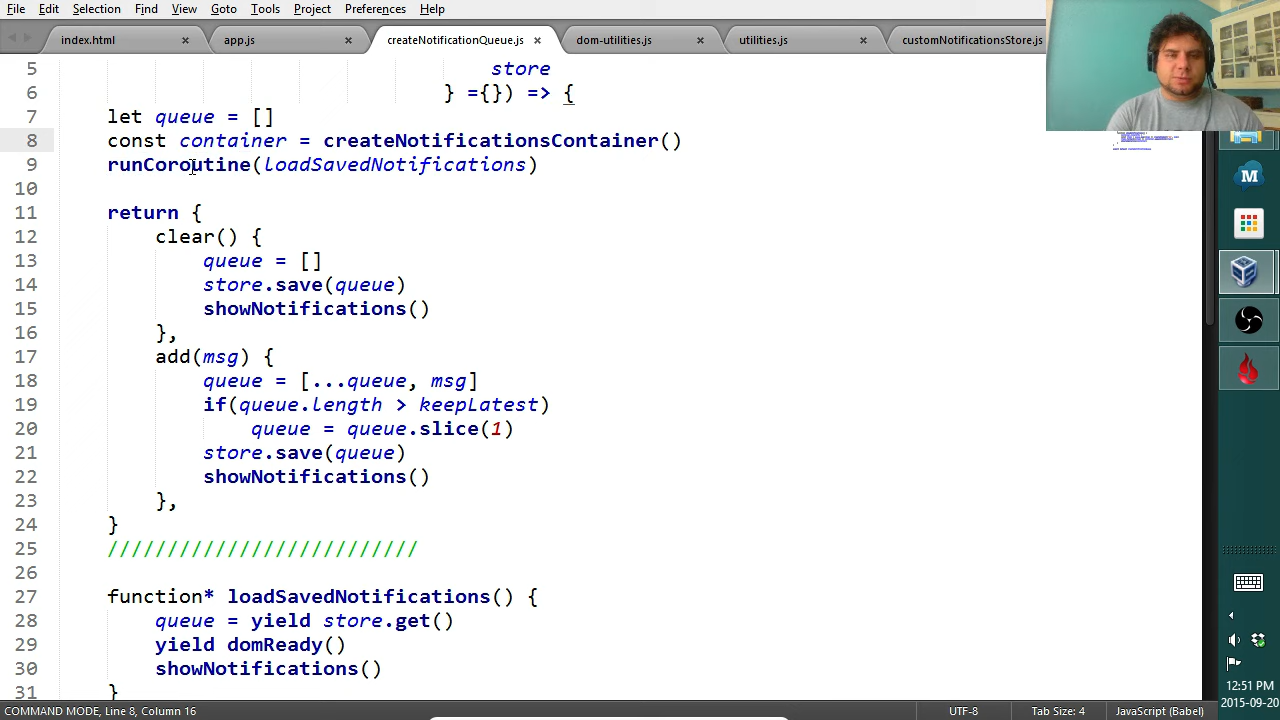 File Edit Selection Find View Goto Tools Project Preferences Help
index.html × app.js × createNotificationQueue.js × dom-utilities.js × utilities.js × customNotificationsStore.js
5 store
6 } ={}) => {
7 let queue = []
8 const container = createNotificationsContainer()
9 runCoroutine(loadSavedNotifications)
10
11 return {
12 clear() {
13 queue = []
14 store.save(queue)
15 showNotifications()
16 },
17 add(msg) {
18 queue = [...queue, msg]
19 if(queue.length > keepLatest)
20 queue = queue.slice(1)
21 store.save(queue)
22 showNotifications()
23 },
24 }
25 //////////////////////////
26
27 function* loadSavedNotifications() {
28 queue = yield store.get()
29 yield domReady()
30 showNotifications()
31 }
M
12:51 PM
2015-09-20
COMMAND MODE, Line 8, Column 16 UTF-8 Tab Size: 4 JavaScript (Babel)